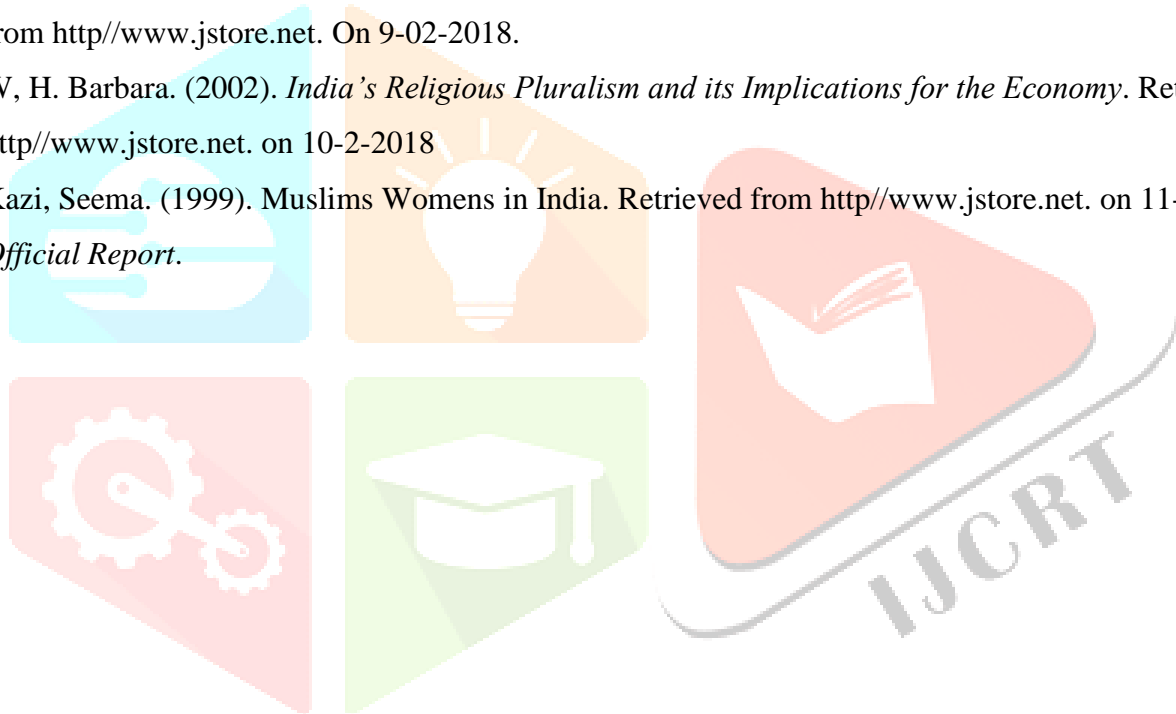 rom http//www.jstore.net. On 9-02-2018.
H. Barbara. (2002). India's Religious Pluralism and its Implications for the Economy. Ret
ttp//www.jstore.net. on 10-2-2018
Kazi, Seema. (1999). Muslims Womens in India. Retrieved from http//www.jstore.net. on 11-
Official Report.
IJCRT